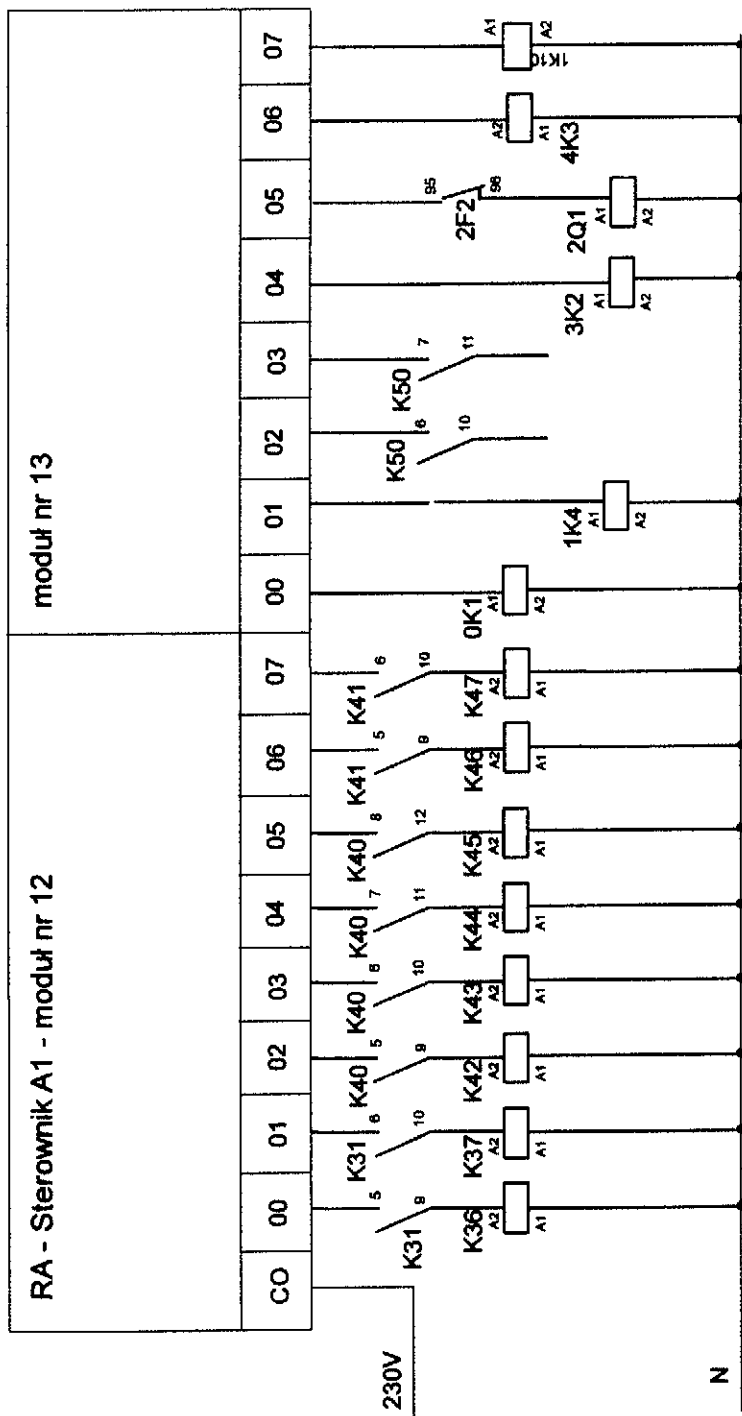 RA - Sterownik A1 - moduł nr 12
moduł nr 13
CO 00 01 02 03 04 05 06 07 00 01 02 03 04 05 06 07
230V
5 6 5 6 7 8 5 6 6 7 95
K31 K31 K40 K40 K40 K40 K41 K41 K50 K50 2F2
9 10 9 10 11 12 9 10 10 11 96
K36 K37 K42 K43 K44 K45 K46 K47 0K1 1K4 3K2 2Q1 4K3 1K10
A2 A2 A2 A2 A2 A2 A2 A2 A1 A1 A1 A1 A2 A1
A1 A1 A1 A1 A1 A1 A1 A1 A2 A2 A2 A2 A1 A2
N